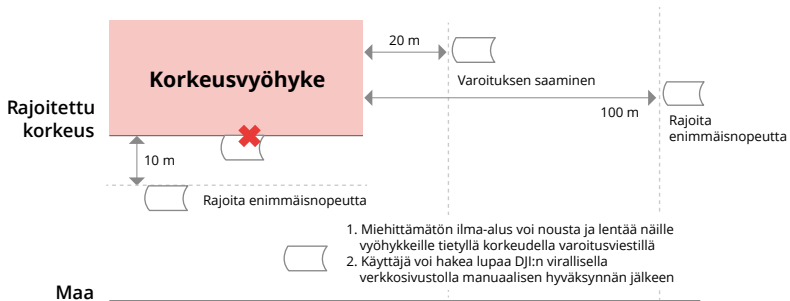 20 m
Korkeusvyöhyke
Varoituksen saaminen
100 m
Rajoitettu
korkeus
Rajoita
enimmäisnopeutta
10 m
Rajoita enimmäisnopeutta
1. Miehittämätön ilma-alus voi nousta ja lentää näille
vyöhykkeille tietyllä korkeudella varoitusviestillä
2. Käyttäjä voi hakea lupaa DJI:n virallisella
verkkosivustolla manuaalisen hyväksynnän jälkeen
Maa